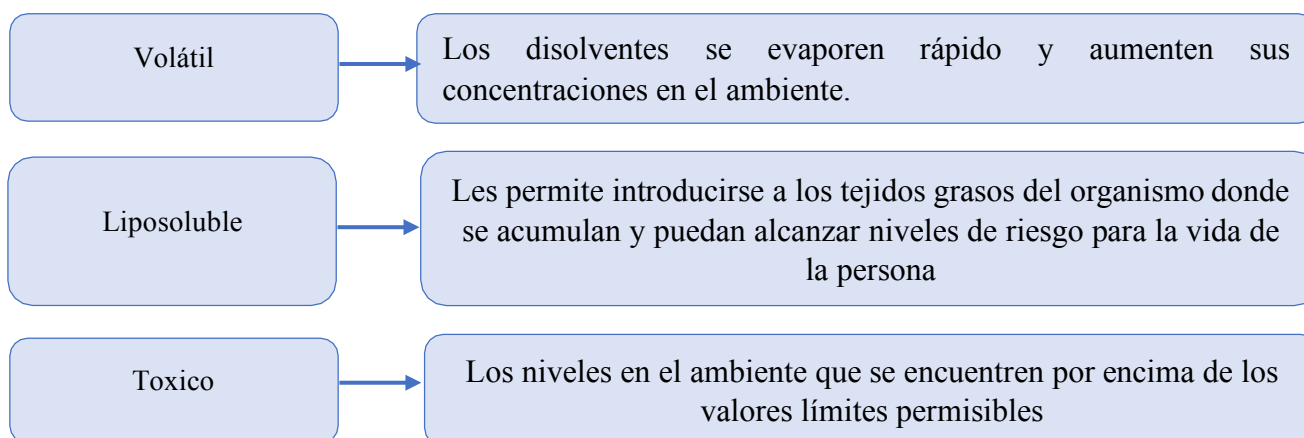 Volátil
Los disolventes se evaporen rápido y aumenten sus
concentraciones en el ambiente.
Liposoluble
Les permite introducirse a los tejidos grasos del organismo donde
se acumulan y puedan alcanzar niveles de riesgo para la vida de
la persona
Toxico
Los niveles en el ambiente que se encuentren por encima de los
valores límites permisibles